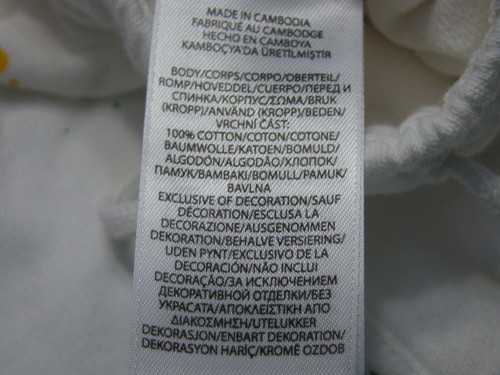 MADE IN CAMBODIA
FABRIQUÉ AU CAMBODGE
HECHO EN CAMBOYA
KAMBOÇYA'DA ÜRETİLMİŞTİR
BODY/CORPS/CORPO/OBERTEIL/
ROMP/HOVEDDEL/CUERPO/ПЕРЕД И
СПИНКА/КОРПУС/ΣΩΜΑ/BRUK
(KROPP)/ANVÄND (KROPP)/BEDEN/
VRCHNÍ ČÁST:
100% COTTON/COTON/COTONE/
BAUMWOLLE/KATOEN/BOMULD/
ALGODÓN/ALGODÃO/ХЛОПОК/
ПАМУК/ΒΑΜΒΑΚΙ/BOMULL/PAMUK/
BAVLNA
EXCLUSIVE OF DECORATION/SAUF
DÉCORATION/ESCLUSA LA
DECORAZIONE/AUSGENOMMEN
DEKORATION/BEHALVE VERSIERING/
UDEN PYNT/EXCLUSIVO DE LA
DECORACIÓN/NÃO INCLUI
DECORAÇÃO/ЗА ИСКЛЮЧЕНИЕМ
ДЕКОРАТИВНОЙ ОТДЕЛКИ/БЕЗ
УКРАСАТА/ΑΠΟΚΛΕΙΣΤΙΚΗ ΑΠΟ
ΔΙΑΚΟΣΜΗΣΗ/UTELUKKER
DEKORASJON/ENBART DEKORATION/
DEKORASYON HARİÇ/KROMĚ OZDOB